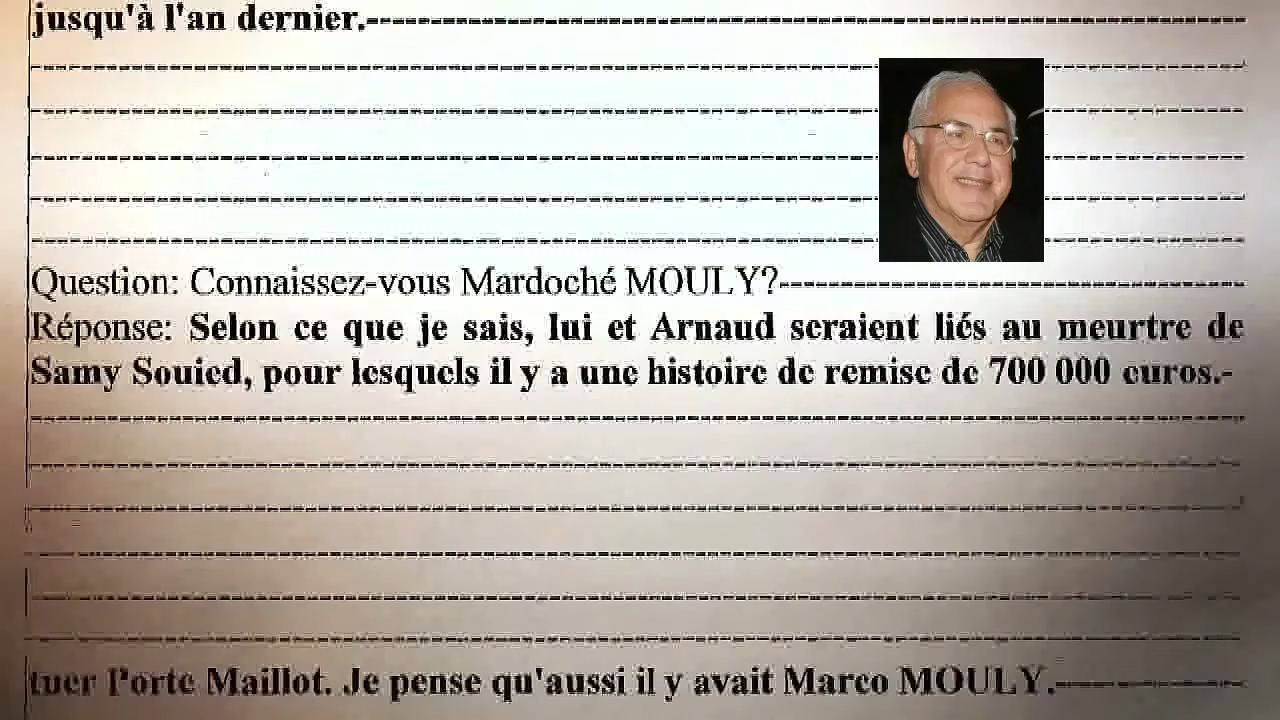 jusqu'à l'an dernier.
Question: Connaissez-vous Mardoché MOULY?
Réponse: Selon ce que je sais, lui et Arnaud seraient liés au meurtre de
Samy Souied, pour lesquels il y a une histoire de remise de 700 000 euros.-
tuer Porte Maillot. Je pense qu'aussi il y avait Marco MOULY.